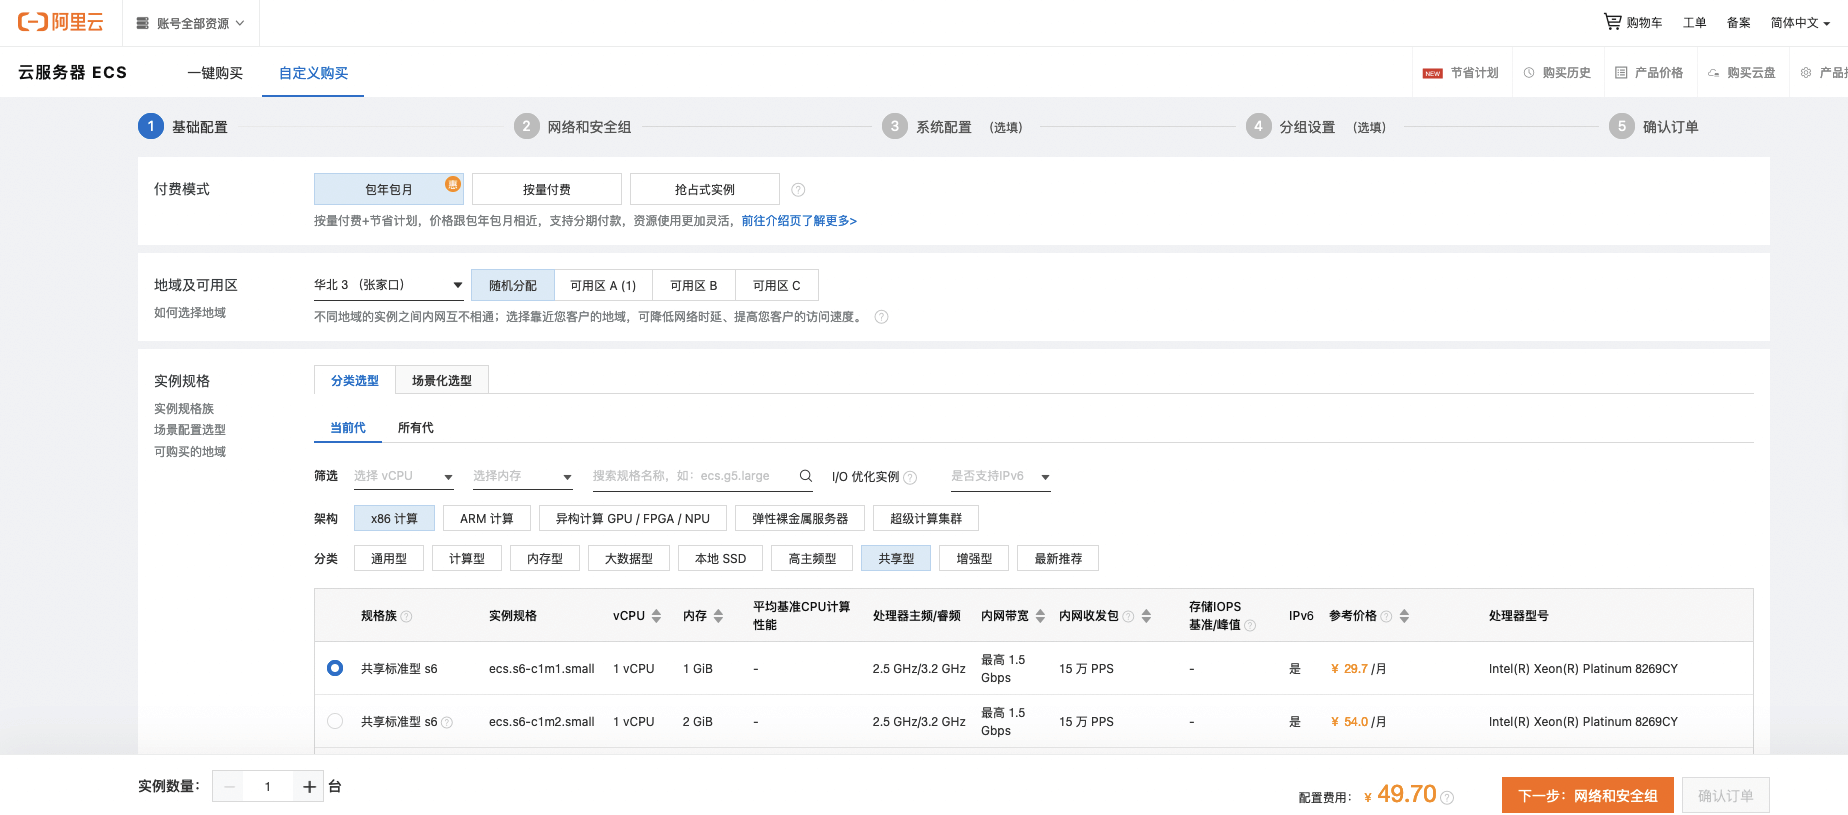 阿里云 账号全部资源 购物车 工单 备案 简体中文
云服务器 ECS 一键购买 自定义购买 NEW 节省计划 购买历史 产品价格 购买云盘
1 基础配置 2 网络和安全组 3 系统配置 （选填） 4 分组设置 （选填） 5 确认订单
付费模式 包年包月 惠 按量付费 抢占式实例 ?
按量付费+节省计划，价格跟包年包月相近，支持分期付款，资源使用更加灵活，前往介绍页了解更多>
地域及可用区 华北 3 （张家口） 随机分配 可用区 A (1) 可用区 B 可用区 C
如何选择地域 不同地域的实例之间内网互不相通；选择靠近您客户的地域，可降低网络时延、提高您客户的访问速度。 ?
实例规格 分类选型 场景化选型
实例规格族
场景配置选型 当前代 所有代
可购买的地域
筛选 选择 vCPU 选择内存 搜索规格名称，如：ecs.g5.large I/O 优化实例 ? 是否支持IPv6
架构 x86 计算 ARM 计算 异构计算 GPU / FPGA / NPU 弹性裸金属服务器 超级计算集群
分类 通用型 计算型 内存型 大数据型 本地 SSD 高主频型 共享型 增强型 最新推荐
规格族 ? 实例规格 vCPU 内存 平均基准CPU计算性能 处理器主频/睿频 内网带宽 内网收发包 ? 存储IOPS 基准/峰值 ? IPv6 参考价格 ? 处理器型号
共享标准型 s6 ecs.s6-c1m1.small 1 vCPU 1 GiB - 2.5 GHz/3.2 GHz 最高 1.5 Gbps 15 万 PPS - 是 ¥ 29.7 /月 Intel(R) Xeon(R) Platinum 8269CY
共享标准型 s6 ? ecs.s6-c1m2.small 1 vCPU 2 GiB - 2.5 GHz/3.2 GHz 最高 1.5 Gbps 15 万 PPS - 是 ¥ 54.0 /月 Intel(R) Xeon(R) Platinum 8269CY
实例数量： 1 台 配置费用： ¥ 49.70 ? 下一步：网络和安全组 确认订单